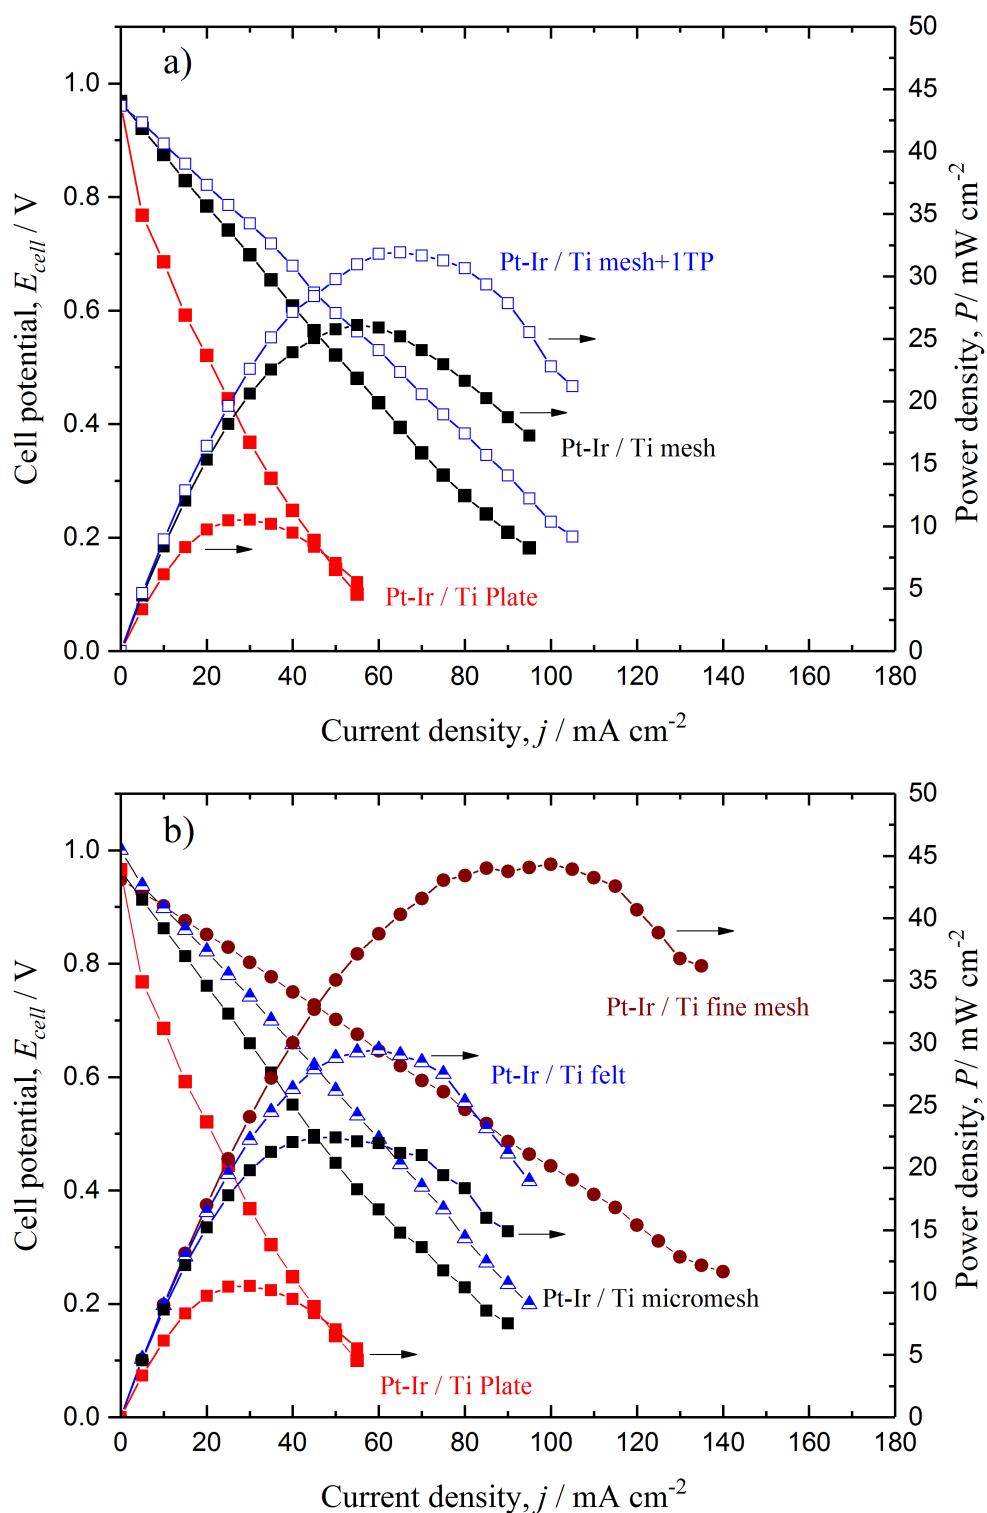 a)
50
45
40
35
30
25
20
15
10
5
0
1.0
0.8
0.6
0.4
0.2
0.0
Cell potential, E_cell / V
Power density, P/ mW cm⁻²
Pt-Ir / Ti mesh+1TP
Pt-Ir / Ti mesh
Pt-Ir / Ti Plate
0 20 40 60 80 100 120 140 160 180
Current density, j / mA cm⁻²
b)
50
45
40
35
30
25
20
15
10
5
0
1.0
0.8
0.6
0.4
0.2
0.0
Cell potential, E_cell / V
Power density, P/ mW cm⁻²
Pt-Ir / Ti fine mesh
Pt-Ir / Ti felt
Pt-Ir / Ti micromesh
Pt-Ir / Ti Plate
0 20 40 60 80 100 120 140 160 180
Current density, j / mA cm⁻²